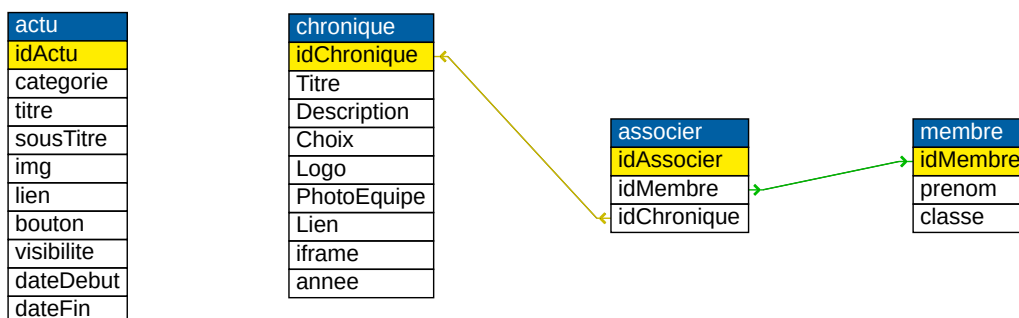 actu
idActu
categorie
titre
sousTitre
img
lien
bouton
visibilite
dateDebut
dateFin
chronique
idChronique
Titre
Description
Choix
Logo
PhotoEquipe
Lien
iframe
annee
associer
idAssocier
idMembre
idChronique
membre
idMembre
prenom
classe